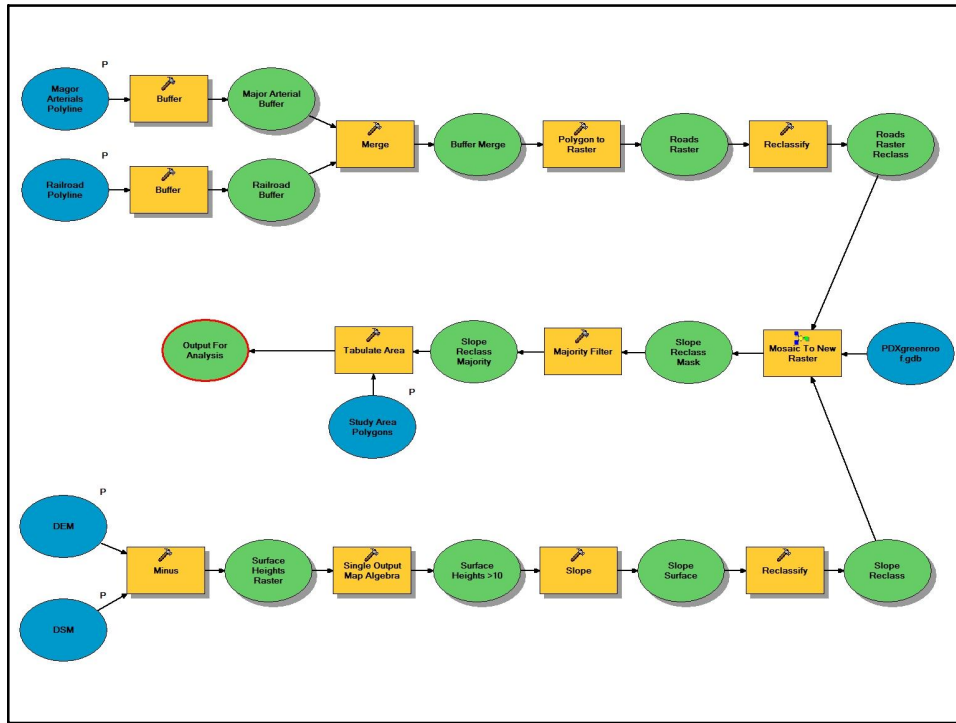 P
Magor
Arterials
Polyline
Buffer
Major Arterial
Buffer
Merge
Buffer Merge
Polygon to
Raster
Roads
Raster
Reclassify
Roads
Raster
Reclass
P
Railroad
Polyline
Buffer
Railroad
Buffer
Output For
Analysis
Tabulate Area
Slope
Reclass
Majority
Majority Filter
Slope
Reclass
Mask
Mosaic To New
Raster
PDXgreenroo
f.gdb
P
Study Area
Polygons
P
DEM
P
DSM
Minus
Surface
Heights
Raster
Single Output
Map Algebra
Surface
Heights >10
Slope
Slope
Surface
Reclassify
Slope
Reclass